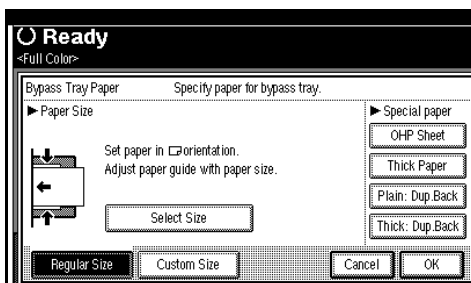 Ready
<Full Color>
Bypass Tray Paper Specify paper for bypass tray.
► Paper Size
Set paper in orientation.
Adjust paper guide with paper size.
Select Size
► Special paper
OHP Sheet
Thick Paper
Plain: Dup.Back
Thick: Dup.Back
Regular Size Custom Size Cancel OK